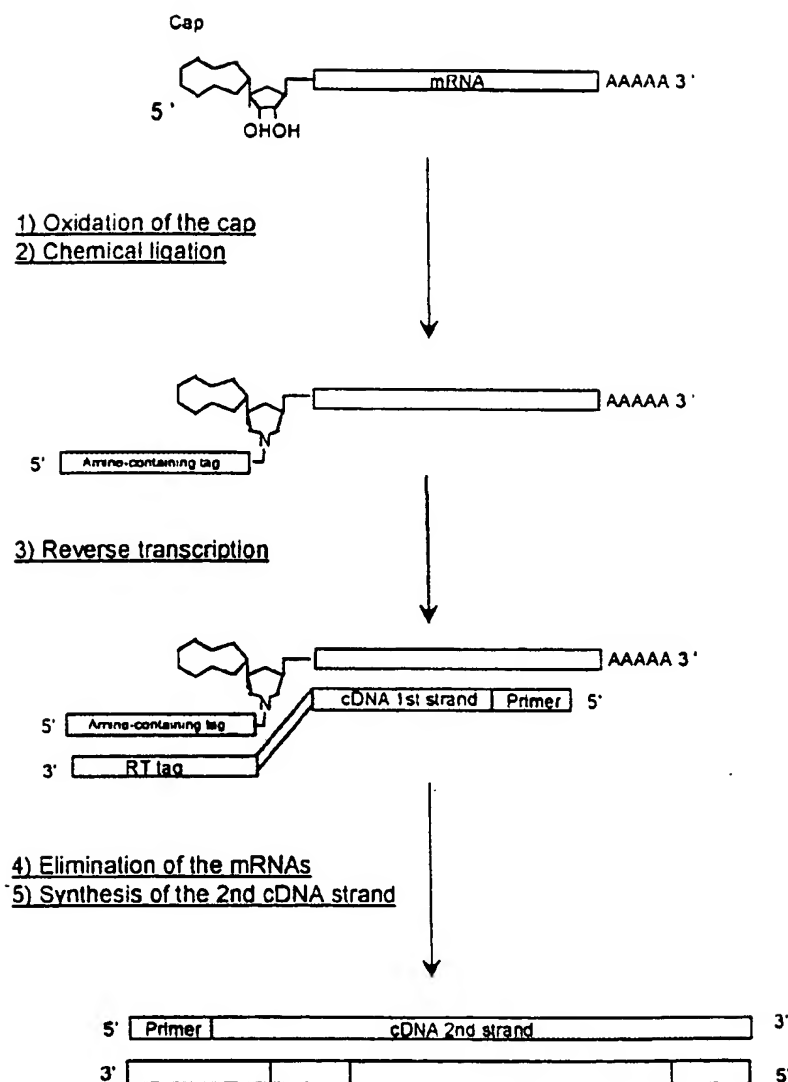 Cap
mRNA AAAAA 3'
5'
OHOH
1) Oxidation of the cap
2) Chemical ligation
AAAAA 3'
5' Amine-containing tag
N
3) Reverse transcription
AAAAA 3'
N
cDNA 1st strand Primer 5'
5' Amine-containing tag
3' RT tag
4) Elimination of the mRNAs
5) Synthesis of the 2nd cDNA strand
5' Primer cDNA 2nd strand 3'
3' 5'